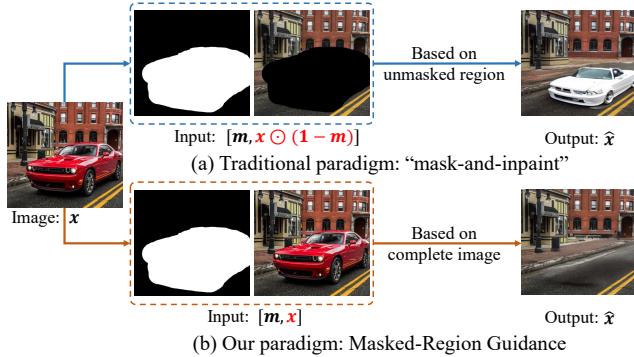 Based on
unmasked region
Input: [m, x ⊙ (1 − m)]
Output: x̂
(a) Traditional paradigm: “mask-and-inpaint”
Image: x
Based on
complete image
Input: [m, x]
Output: x̂
(b) Our paradigm: Masked-Region Guidance